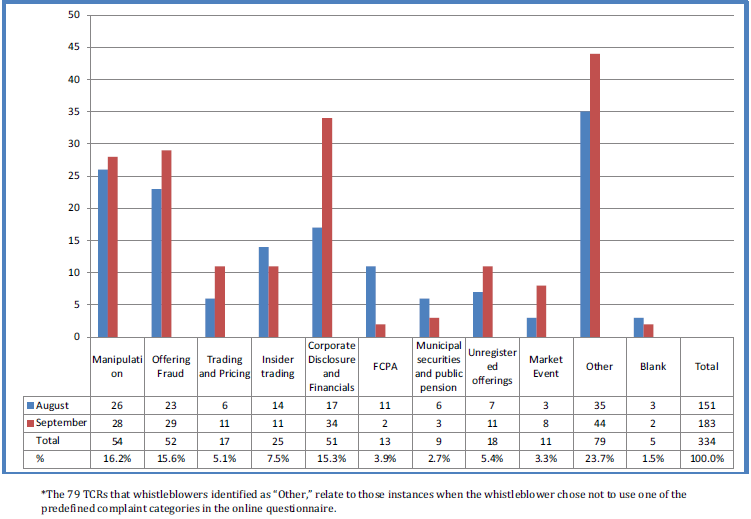 50
45
40
35
30
25
20
15
10
5
0
Manipulati
on
Offering
Fraud
Trading
and Pricing
Insider
trading
Corporate
Disclosure
and
Financials
FCPA
Municipal
securities
and public
pension
Unregister
ed
offerings
Market
Event
Other
Blank
Total
August 26 23 6 14 17 11 6 7 3 35 3 151
September 28 29 11 11 34 2 3 11 8 44 2 183
Total 54 52 17 25 51 13 9 18 11 79 5 334
% 16.2% 15.6% 5.1% 7.5% 15.3% 3.9% 2.7% 5.4% 3.3% 23.7% 1.5% 100.0%
*The 79 TCRs that whistleblowers identified as “Other,” relate to those instances when the whistleblower chose not to use one of the
predefined complaint categories in the online questionnaire.